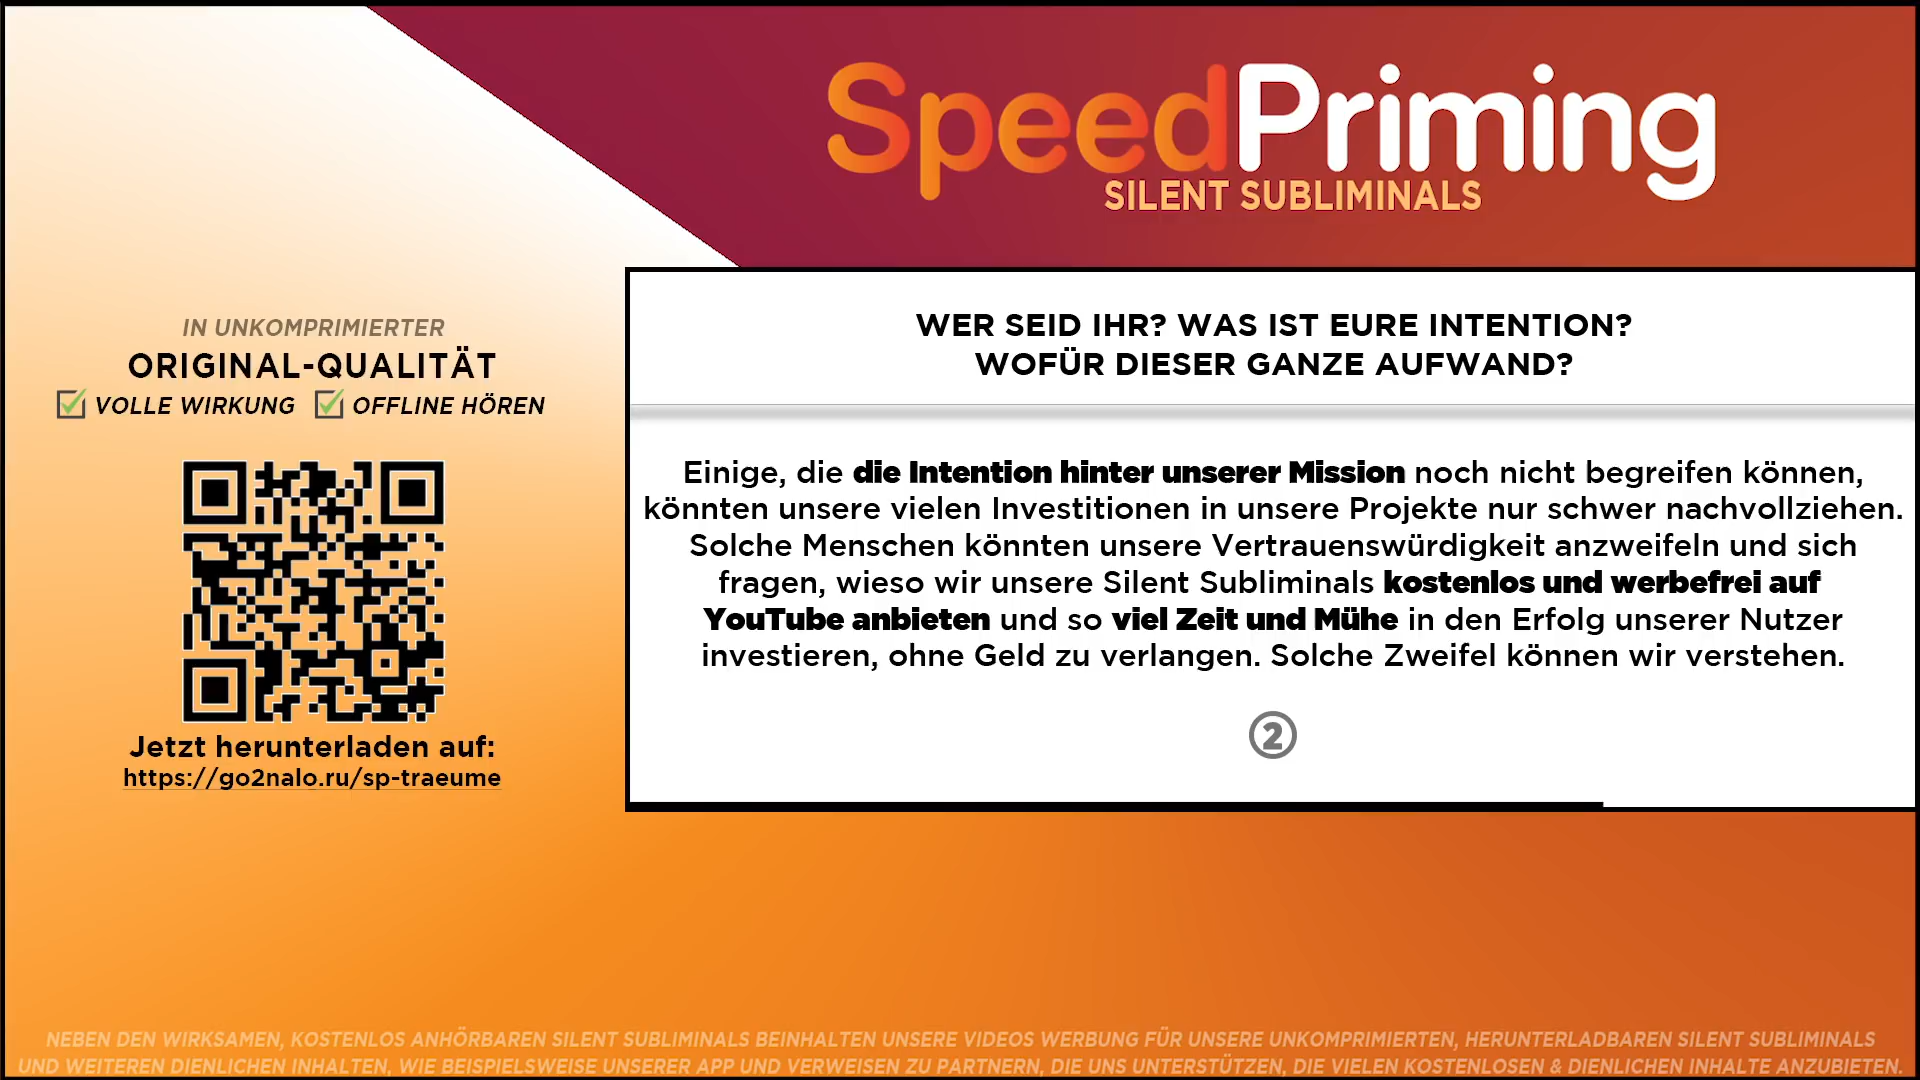 SpeedPriming
SILENT SUBLIMINALS
IN UNKOMPRIMIERTER
ORIGINAL-QUALITÄT
VOLLE WIRKUNG OFFLINE HÖREN
Jetzt herunterladen auf:
https://go2nalo.ru/sp-traeume
WER SEID IHR? WAS IST EURE INTENTION?
WOFÜR DIESER GANZE AUFWAND?
Einige, die die Intention hinter unserer Mission noch nicht begreifen können,
könnten unsere vielen Investitionen in unsere Projekte nur schwer nachvollziehen.
Solche Menschen könnten unsere Vertrauenswürdigkeit anzweifeln und sich
fragen, wieso wir unsere Silent Subliminals kostenlos und werbefrei auf
YouTube anbieten und so viel Zeit und Mühe in den Erfolg unserer Nutzer
investieren, ohne Geld zu verlangen. Solche Zweifel können wir verstehen.
2
NEBEN DEN WIRKSAMEN, KOSTENLOS ANHÖRBAREN SILENT SUBLIMINALS BEINHALTEN UNSERE VIDEOS WERBUNG FÜR UNSERE UNKOMPRIMIERTEN, HERUNTERLADBAREN SILENT SUBLIMINALS
UND WEITEREN DIENLICHEN INHALTEN, WIE BEISPIELSWEISE UNSERER APP UND VERWEISEN ZU PARTNERN, DIE UNS UNTERSTÜTZEN, DIE VIELEN KOSTENLOSEN & DIENLICHEN INHALTE ANZUBIETEN.